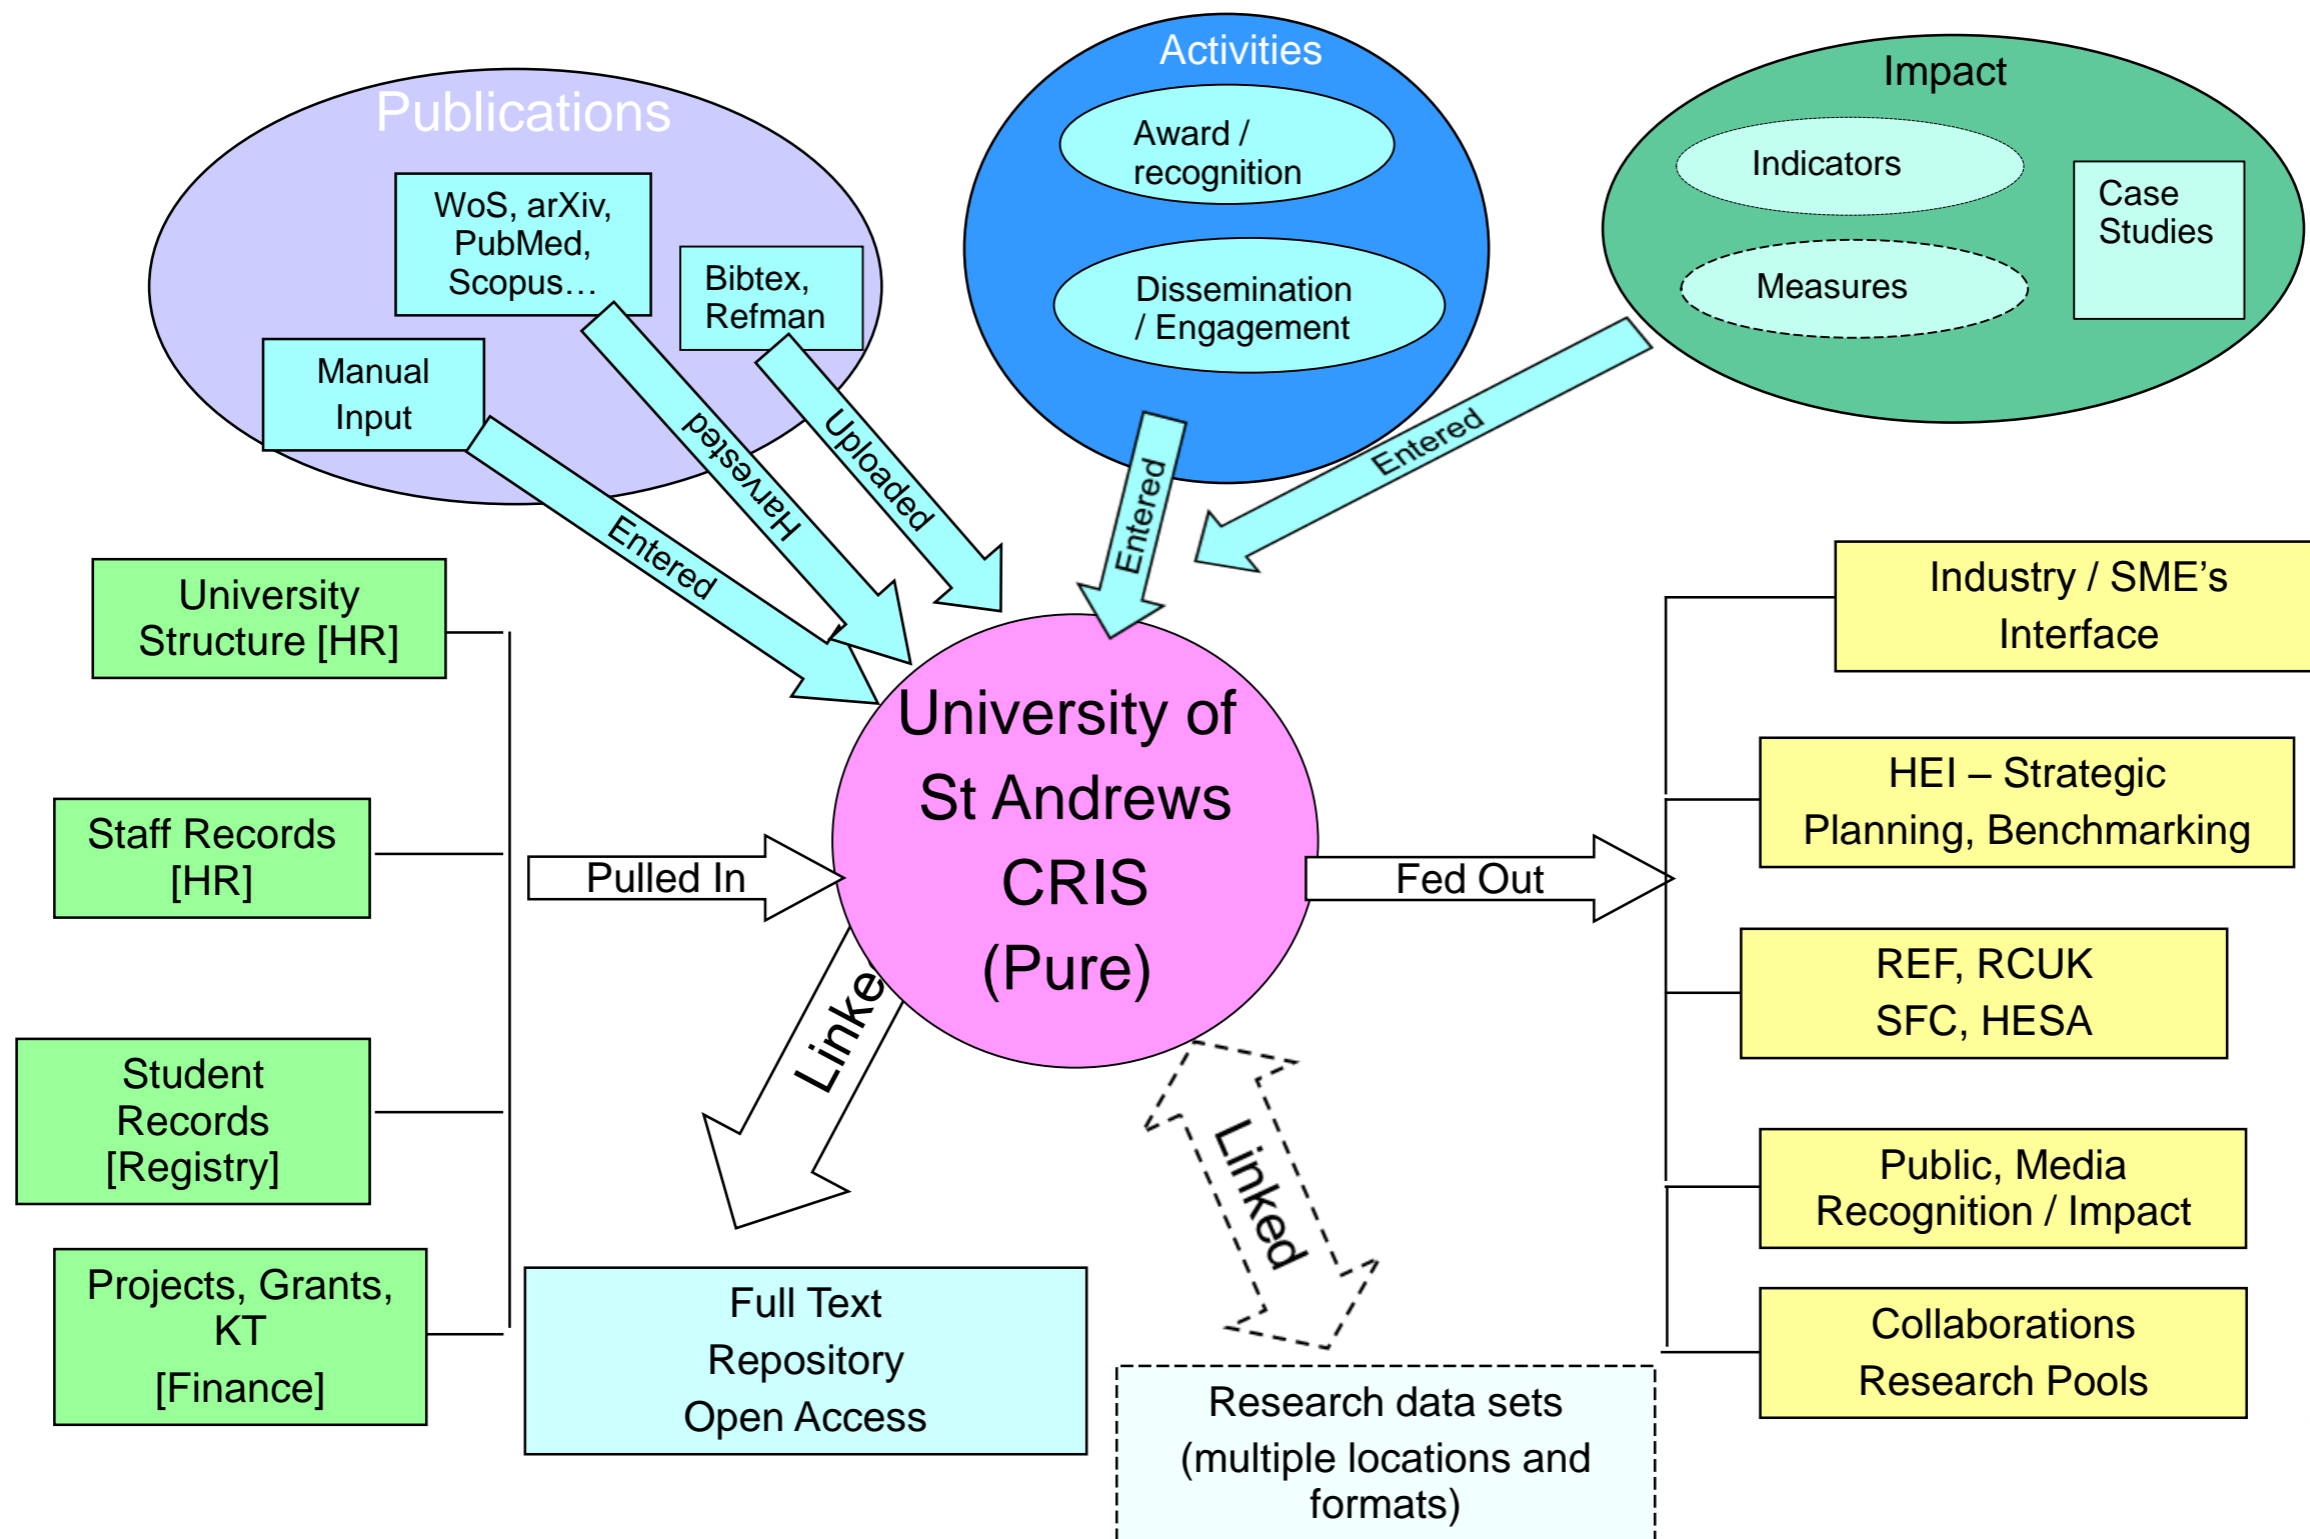 Publications
WoS, arXiv,
PubMed,
Scopus…
Bibtex,
Refman
Manual
Input
Activities
Award /
recognition
Dissemination
/ Engagement
Impact
Indicators
Measures
Case
Studies
Entered
Harvested
Uploaded
Entered
Entered
University
Structure [HR]
Staff Records
[HR]
Student
Records
[Registry]
Projects, Grants,
KT
[Finance]
Pulled In
University of
St Andrews
CRIS
(Pure)
Fed Out
Industry / SME’s
Interface
HEI – Strategic
Planning, Benchmarking
REF, RCUK
SFC, HESA
Public, Media
Recognition / Impact
Collaborations
Research Pools
Linke
Linked
Full Text
Repository
Open Access
Research data sets
(multiple locations and
formats)